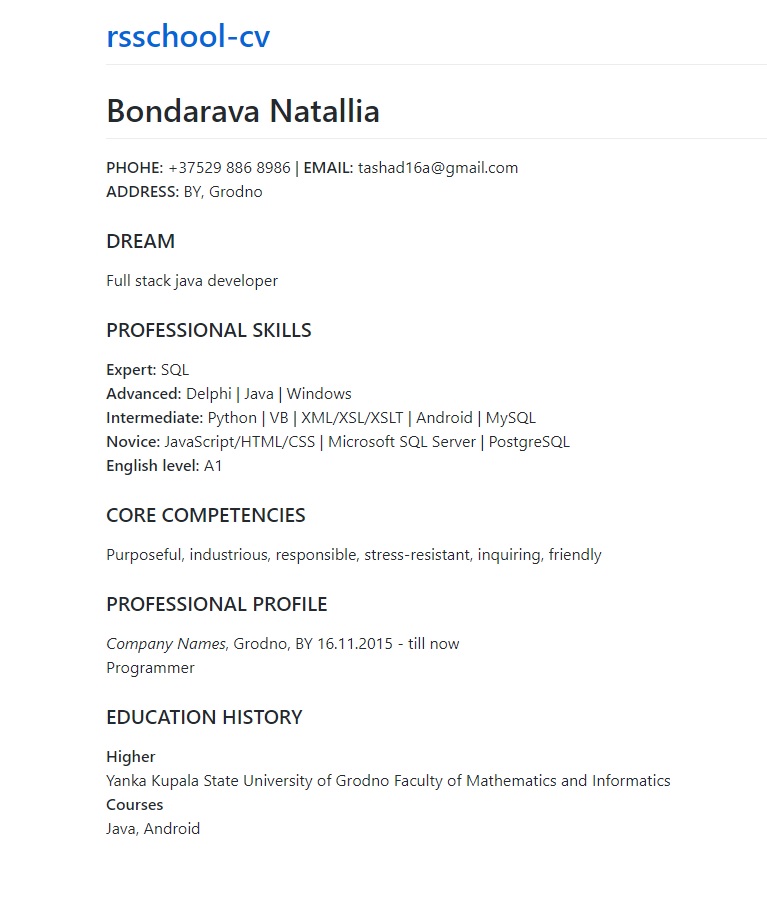 rsschool-cv
Bondarava Natallia
PHOHE: +37529 886 8986 | EMAIL: tashad16a@gmail.com
ADDRESS: BY, Grodno
DREAM
Full stack java developer
PROFESSIONAL SKILLS
Expert: SQL
Advanced: Delphi | Java | Windows
Intermediate: Python | VB | XML/XSL/XSLT | Android | MySQL
Novice: JavaScript/HTML/CSS | Microsoft SQL Server | PostgreSQL
English level: A1
CORE COMPETENCIES
Purposeful, industrious, responsible, stress-resistant, inquiring, friendly
PROFESSIONAL PROFILE
Company Names, Grodno, BY 16.11.2015 - till now
Programmer
EDUCATION HISTORY
Higher
Yanka Kupala State University of Grodno Faculty of Mathematics and Informatics
Courses
Java, Android